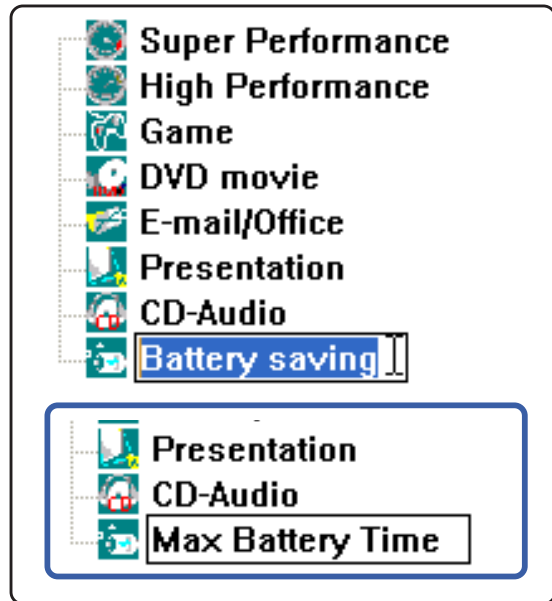 Super Performance
High Performance
Game
DVD movie
E-mail/Office
Presentation
CD-Audio
Battery saving
Presentation
CD-Audio
Max Battery Time